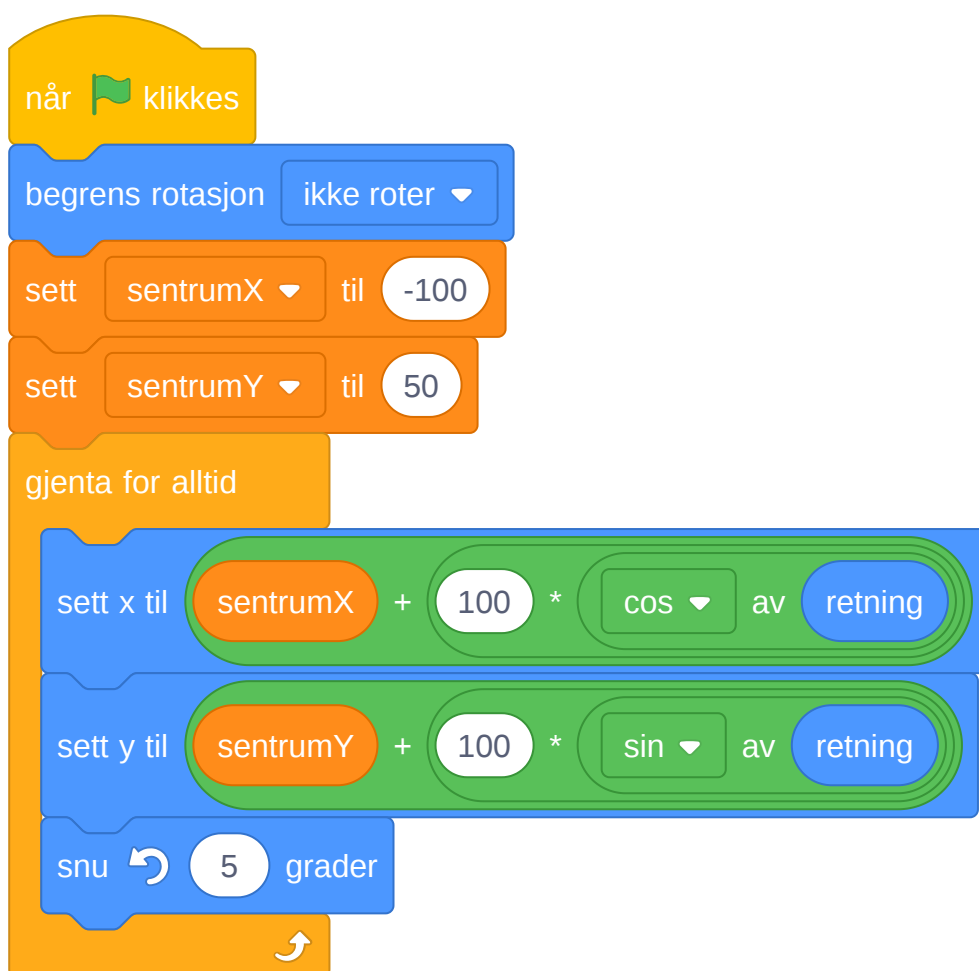 når klikkes
begrens rotasjon ikke roter
sett sentrumX til -100
sett sentrumY til 50
gjenta for alltid
sett x til sentrumX + 100 * cos av retning
sett y til sentrumY + 100 * sin av retning
snu 5 grader